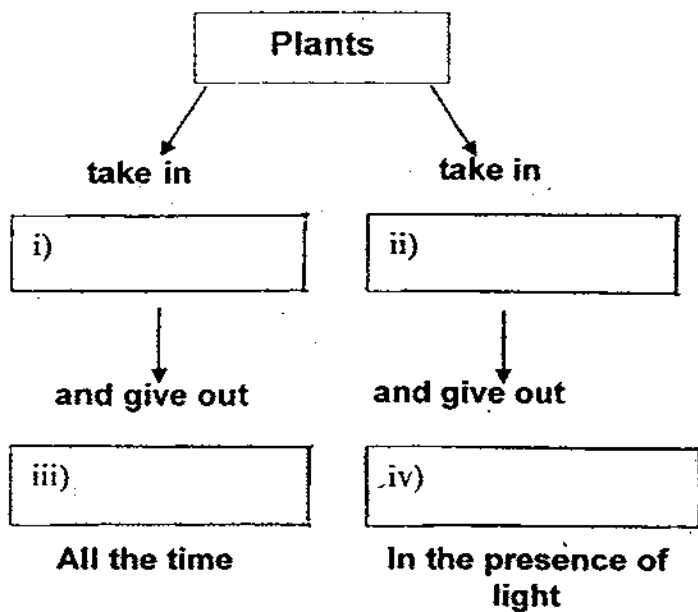 Plants
take in
take in
i)
ii)
and give out
and give out
iii)
iv)
All the time
In the presence of
light